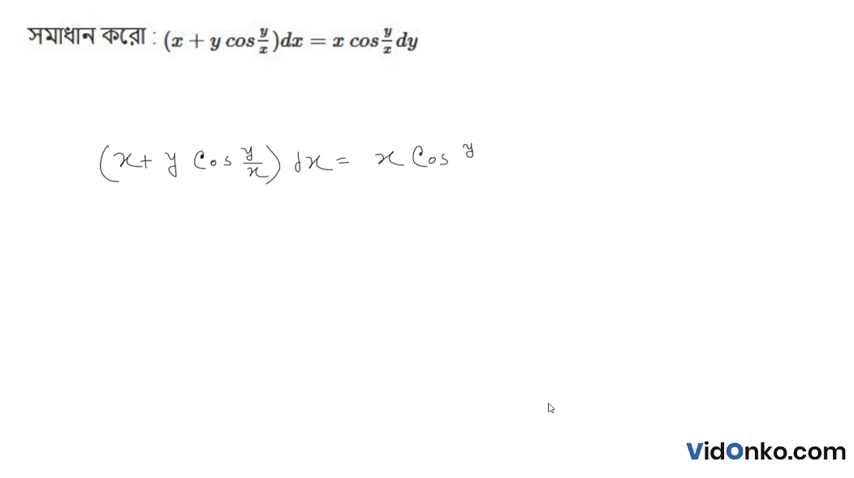 সমাধান করো : (x + y cos y/x)dx = x cos y/x dy
(x + y Cos y/x) dx = x Cos y
VidOnko.com